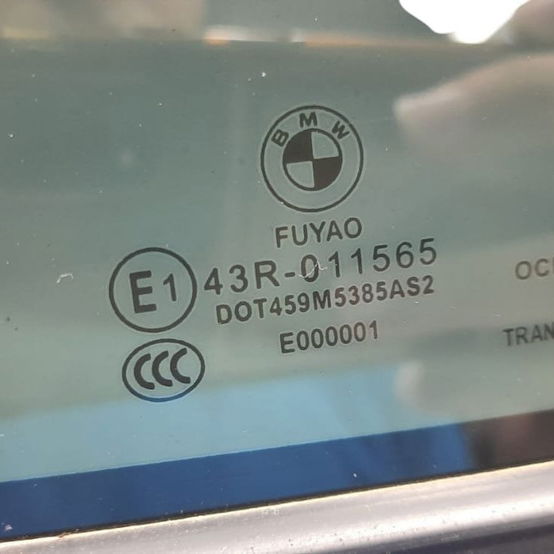 BMW
FUYAO
E1 43R-011565
DOT459M5385AS2
E000001
CCC